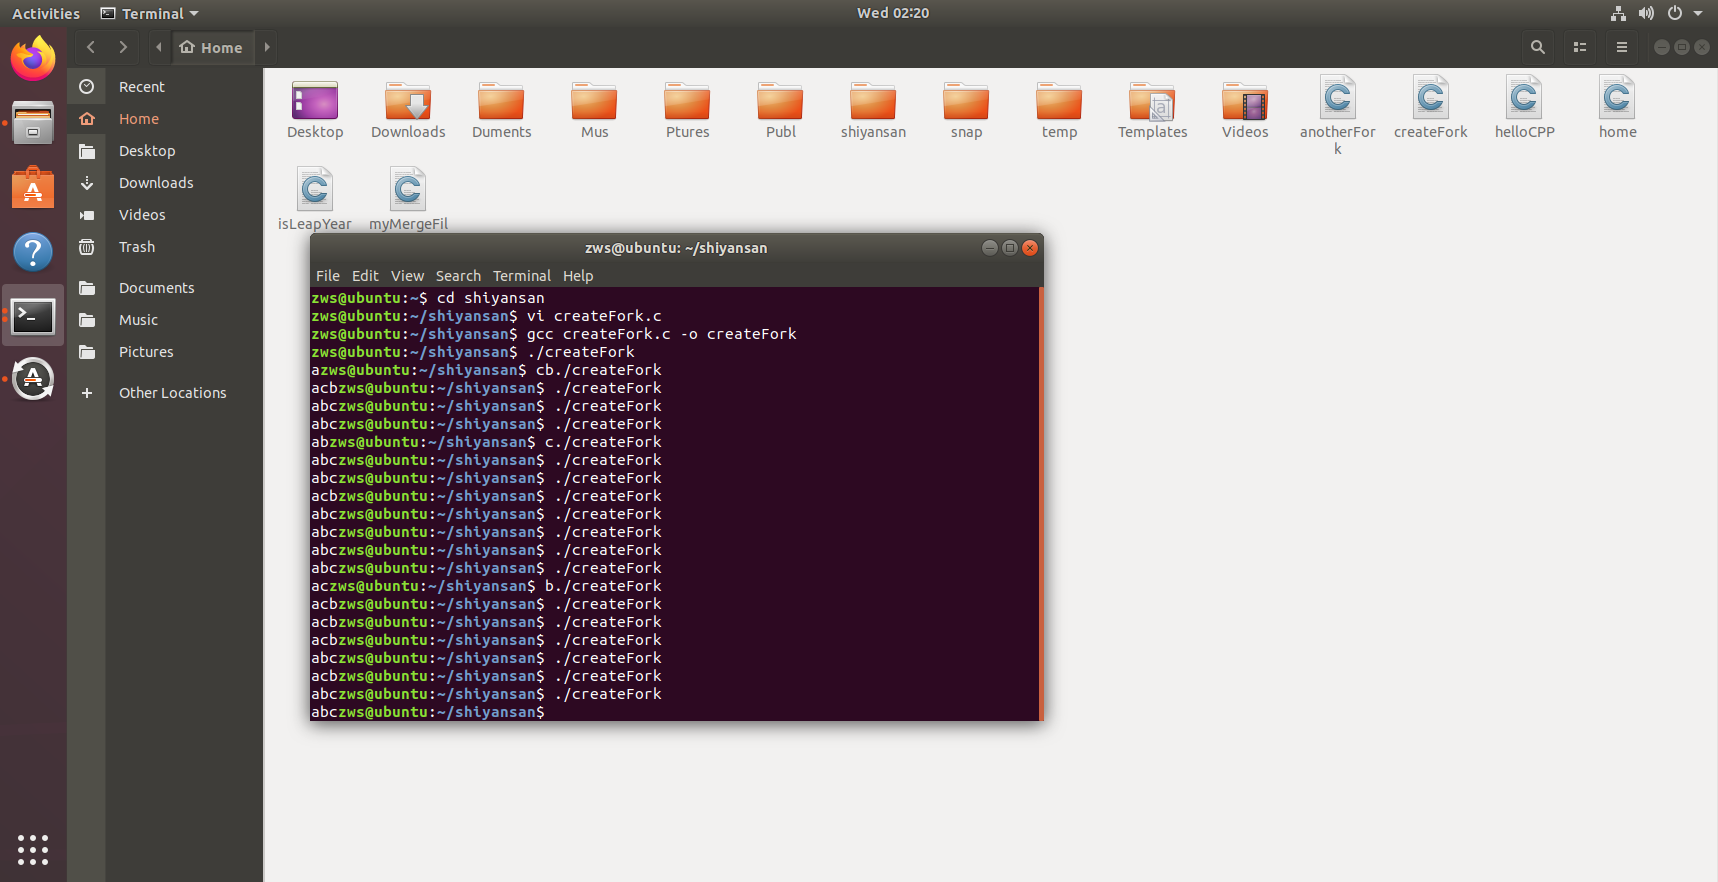 Activities Terminal Wed 02:20
Home
Recent
Home
Desktop
Downloads
Videos
Trash
Documents
Music
Pictures
Other Locations
Desktop Downloads Duments Mus Ptures Publ shiyansan snap temp Templates Videos anotherFor createFork helloCPP home
k
isLeapYear myMergeFil
zws@ubuntu: ~/shiyansan
File Edit View Search Terminal Help
zws@ubuntu:~$ cd shiyansan
zws@ubuntu:~/shiyansan$ vi createFork.c
zws@ubuntu:~/shiyansan$ gcc createFork.c -o createFork
zws@ubuntu:~/shiyansan$ ./createFork
azws@ubuntu:~/shiyansan$ cb./createFork
acbzws@ubuntu:~/shiyansan$ ./createFork
abczws@ubuntu:~/shiyansan$ ./createFork
abczws@ubuntu:~/shiyansan$ ./createFork
abzws@ubuntu:~/shiyansan$ c./createFork
abczws@ubuntu:~/shiyansan$ ./createFork
abczws@ubuntu:~/shiyansan$ ./createFork
acbzws@ubuntu:~/shiyansan$ ./createFork
abczws@ubuntu:~/shiyansan$ ./createFork
abczws@ubuntu:~/shiyansan$ ./createFork
abczws@ubuntu:~/shiyansan$ ./createFork
abczws@ubuntu:~/shiyansan$ ./createFork
aczws@ubuntu:~/shiyansan$ b./createFork
acbzws@ubuntu:~/shiyansan$ ./createFork
acbzws@ubuntu:~/shiyansan$ ./createFork
acbzws@ubuntu:~/shiyansan$ ./createFork
abczws@ubuntu:~/shiyansan$ ./createFork
acbzws@ubuntu:~/shiyansan$ ./createFork
abczws@ubuntu:~/shiyansan$ ./createFork
abczws@ubuntu:~/shiyansan$